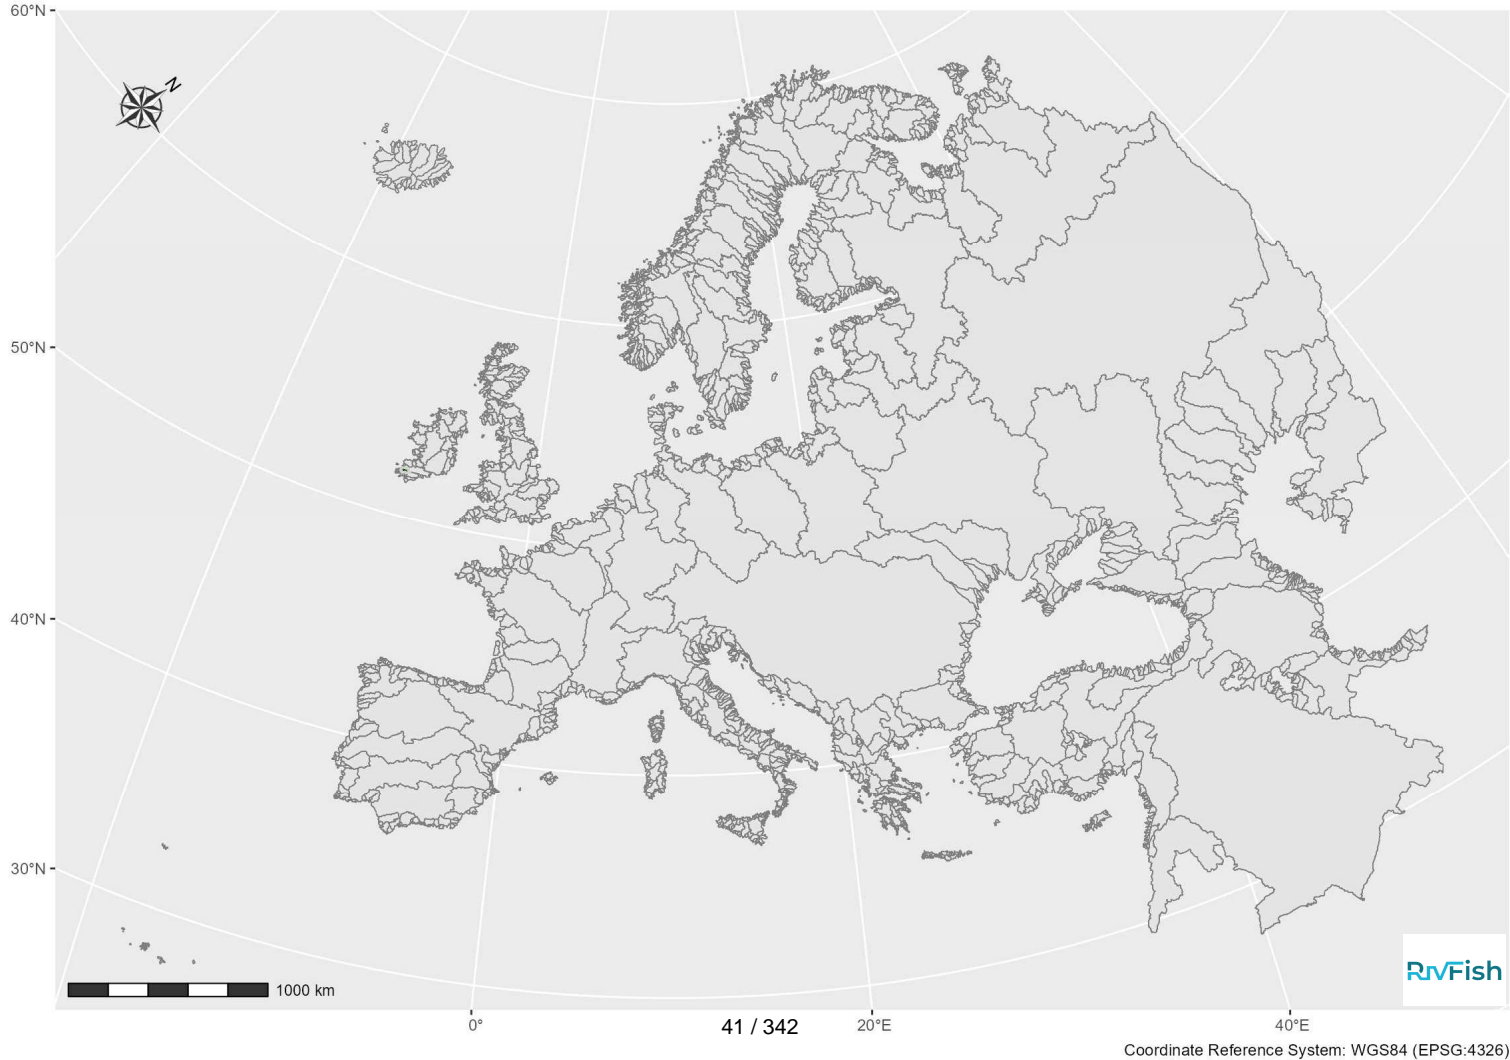 60°N
N
50°N
40°N
30°N
RivFish
1000 km
0°
41 / 342
20°E
40°E
Coordinate Reference System: WGS84 (EPSG:4326)